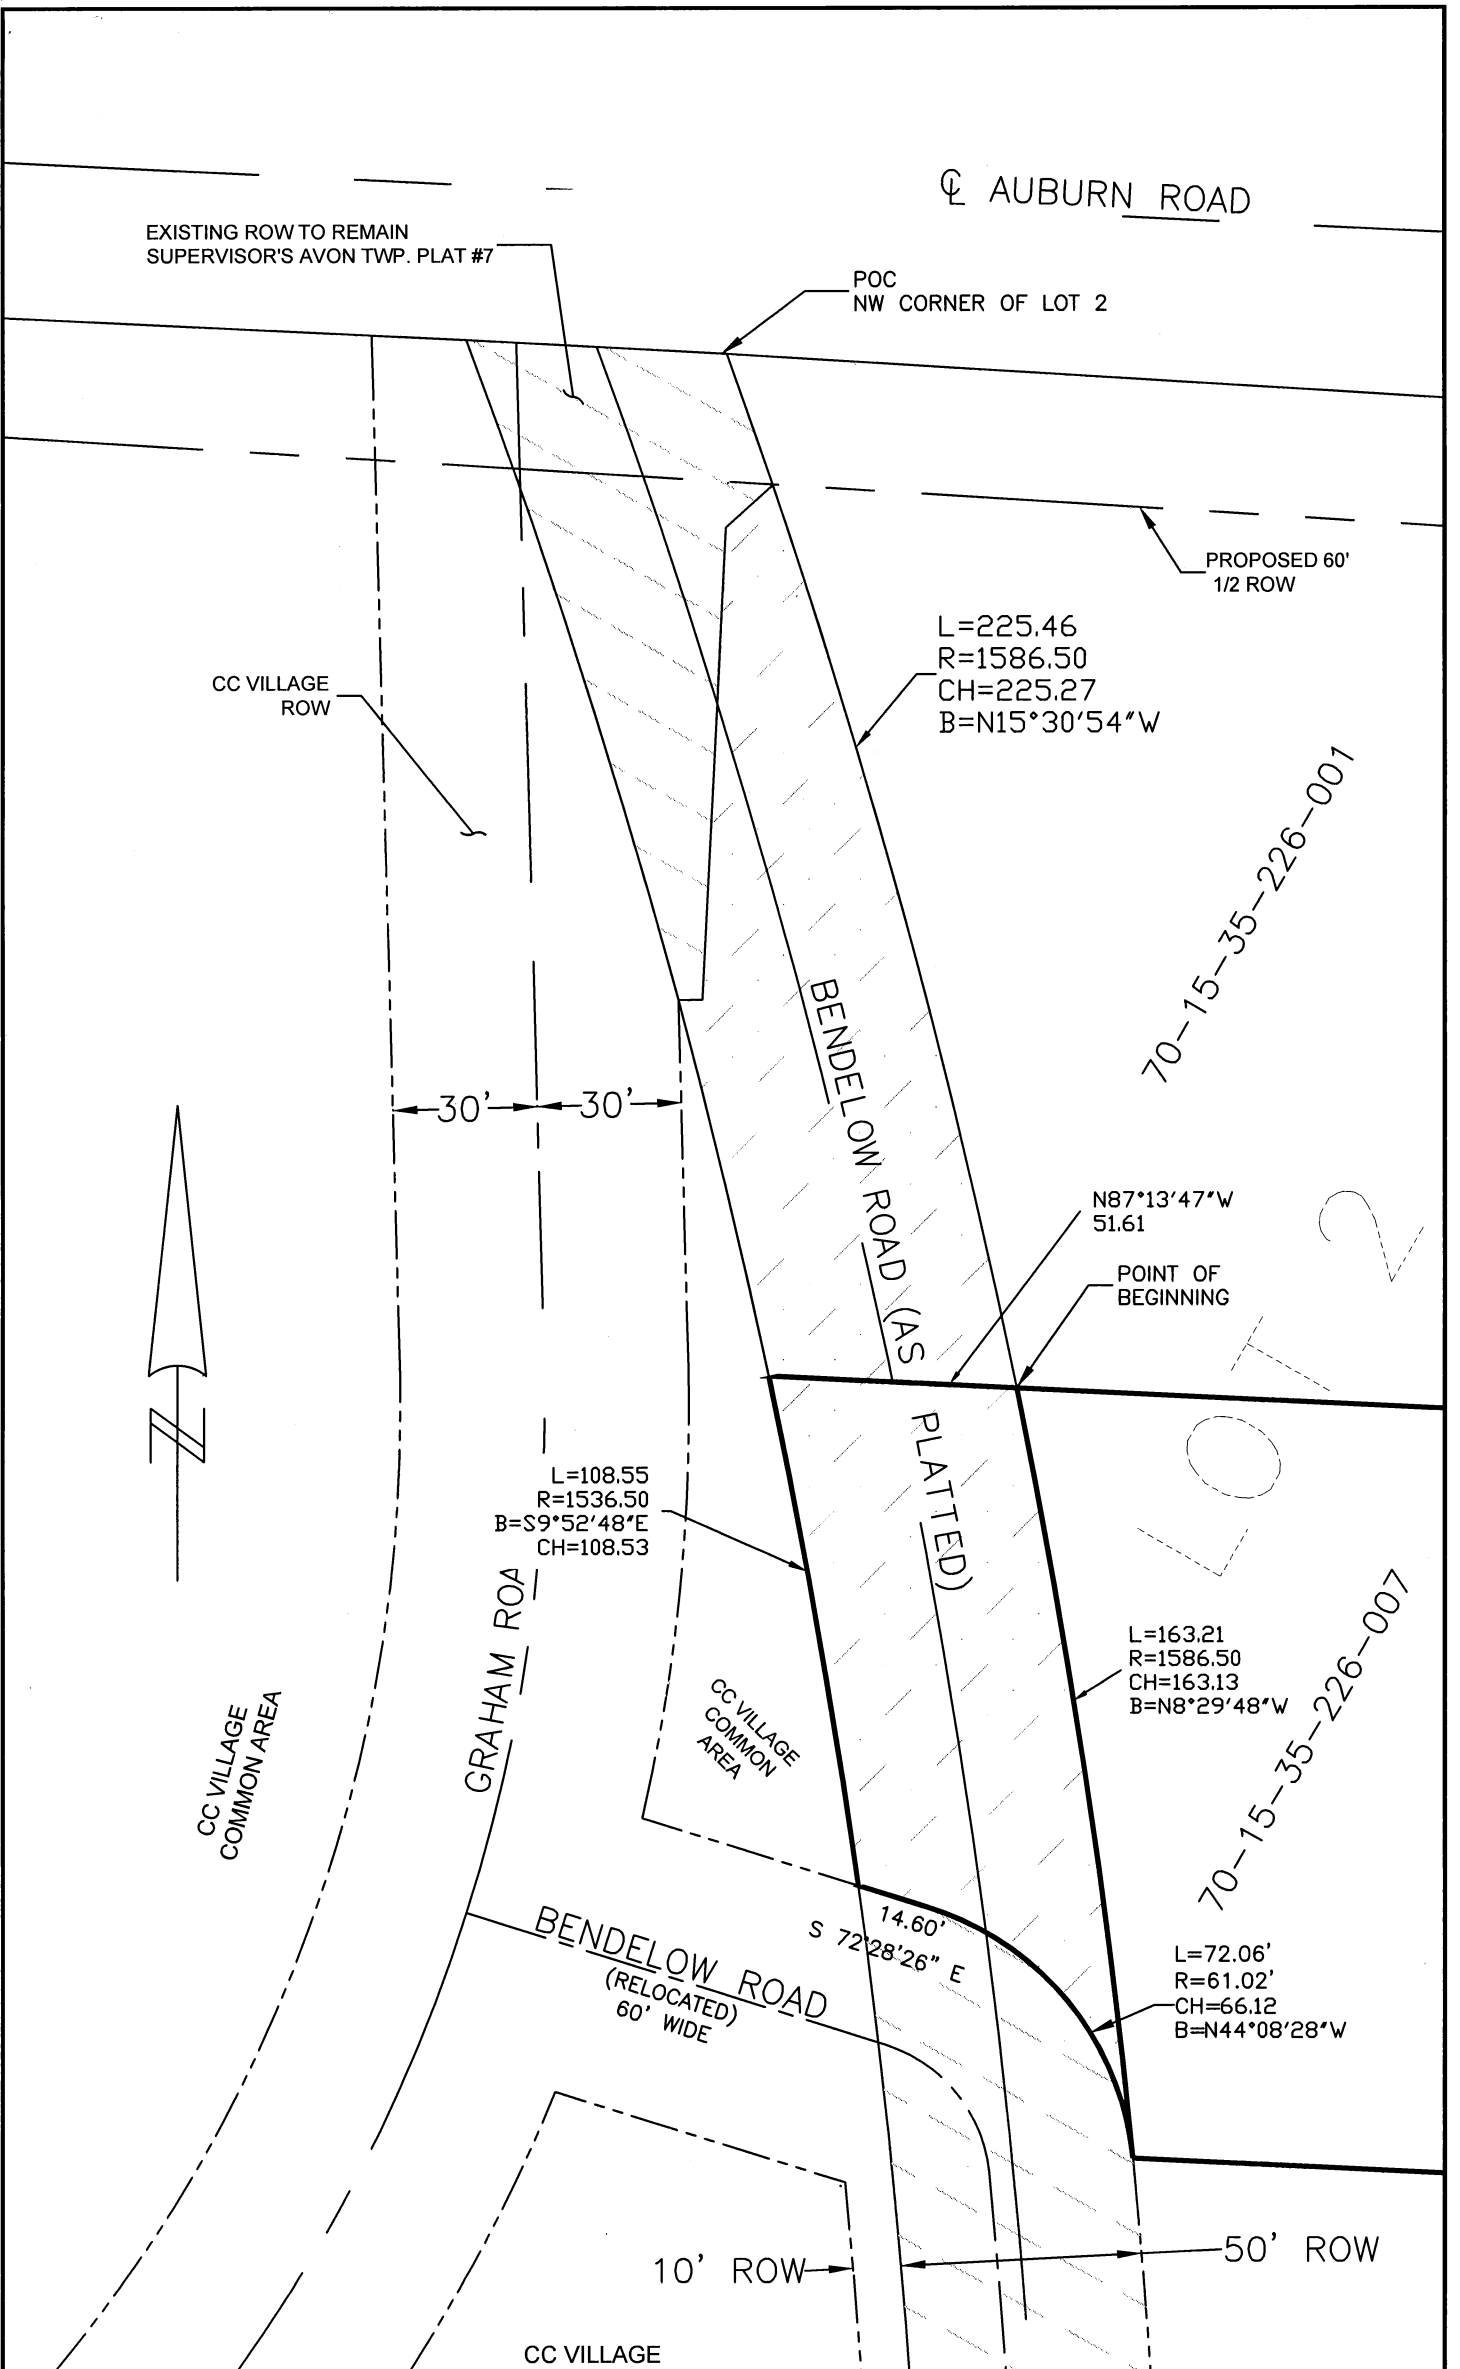 ℄ AUBURN ROAD
EXISTING ROW TO REMAIN
SUPERVISOR'S AVON TWP. PLAT #7
POC
NW CORNER OF LOT 2
PROPOSED 60'
1/2 ROW
L=225.46
R=1586.50
CH=225.27
B=N15°30'54"W
CC VILLAGE
ROW
70-15-35-226-001
BENDELOW ROAD (AS PLATTED)
30'
30'
N87°13'47"W
51.61
POINT OF
BEGINNING
LOT 2
N
L=108.55
R=1536.50
B=S9°52'48"E
CH=108.53
GRAHAM ROA
L=163.21
R=1586.50
CH=163.13
B=N8°29'48"W
70-15-35-226-007
CC VILLAGE
COMMON AREA
CC VILLAGE
COMMON
AREA
14.60'
S 72°28'26" E
BENDELOW ROAD
(RELOCATED)
60' WIDE
L=72.06'
R=61.02'
CH=66.12
B=N44°08'28"W
10' ROW
50' ROW
CC VILLAGE